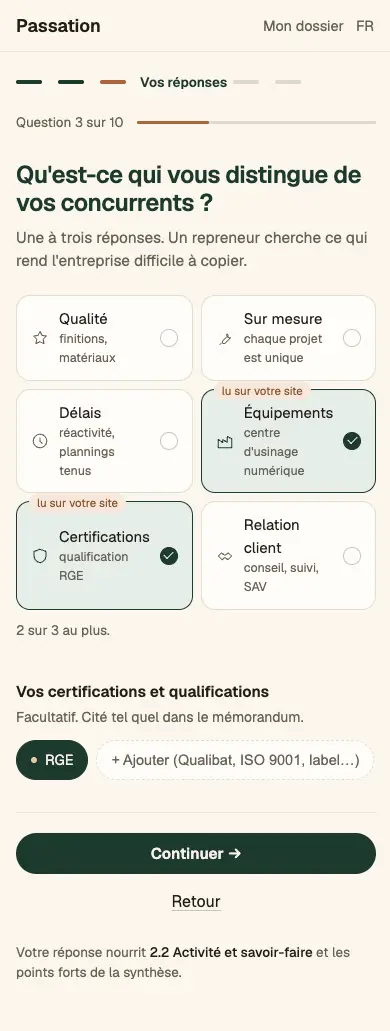 Passation
Mon dossier FR
Vos réponses
Question 3 sur 10
Qu'est-ce qui vous distingue de
vos concurrents ?
Une à trois réponses. Un repreneur cherche ce qui
rend l'entreprise difficile à copier.
Qualité
finitions,
matériaux
Sur mesure
chaque projet
est unique
Délais
réactivité,
plannings
tenus
lu sur votre site
Équipements
centre
d'usinage
numérique
lu sur votre site
Certifications
qualification
RGE
Relation
client
conseil, suivi,
SAV
2 sur 3 au plus.
Vos certifications et qualifications
Facultatif. Cité tel quel dans le mémorandum.
RGE
+ Ajouter (Qualibat, ISO 9001, label…)
Continuer →
Retour
Votre réponse nourrit 2.2 Activité et savoir-faire et les
points forts de la synthèse.